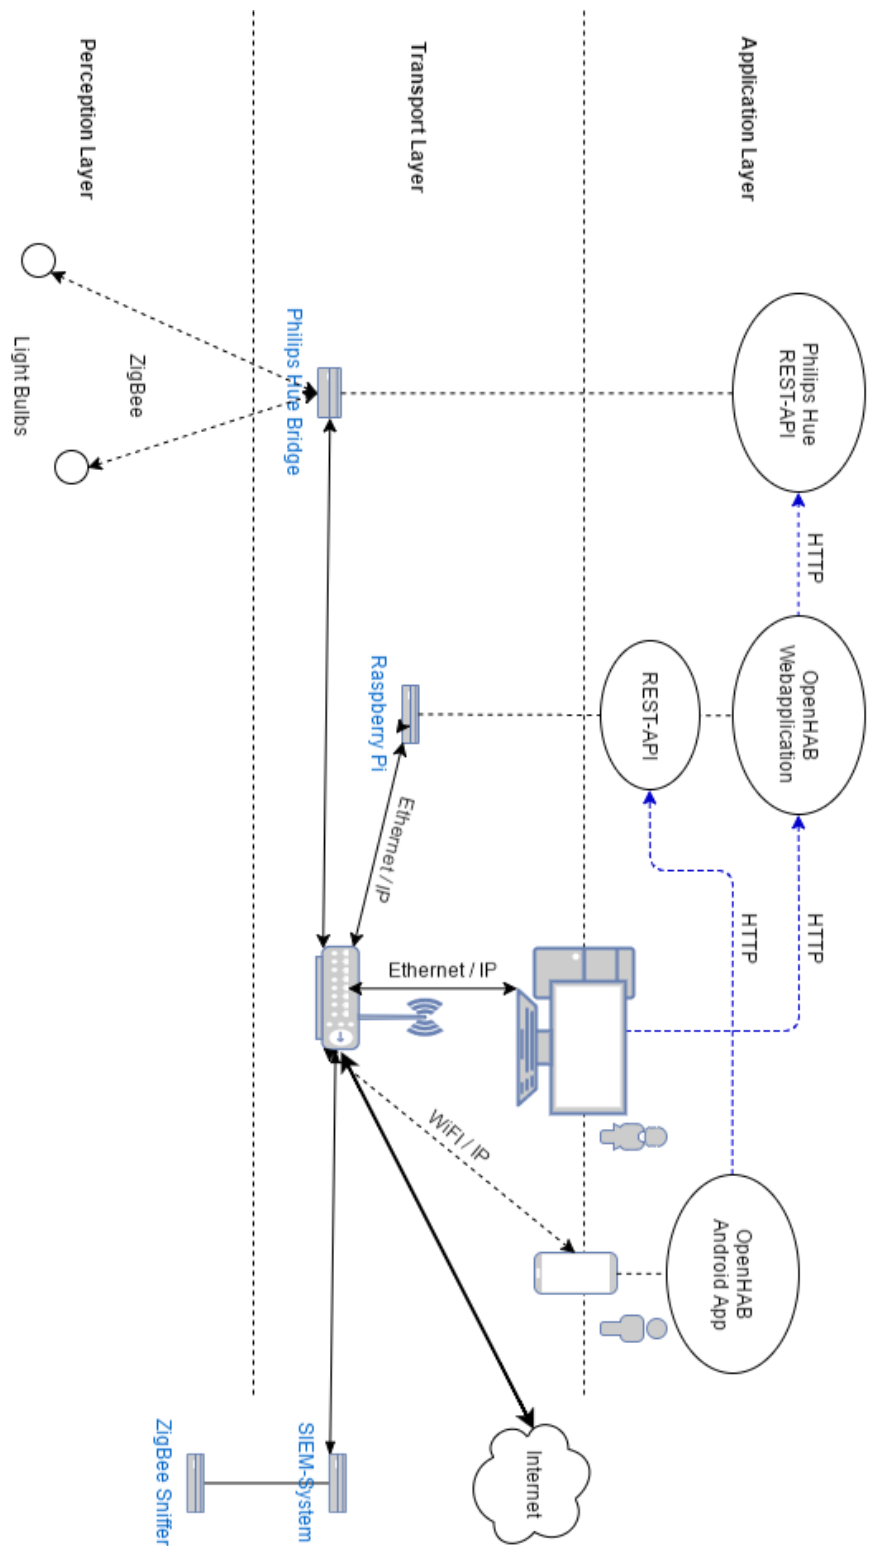 Application Layer
Philips Hue
REST-API
HTTP
OpenHAB
Webapplication
REST-API
HTTP
HTTP
OpenHAB
Android App
Transport Layer
Philips Hue Bridge
Raspberry Pi
Ethernet / IP
Ethernet / IP
WiFI / IP
Internet
SIEM-System
Perception Layer
ZigBee
Light Bulbs
ZigBee Sniffer